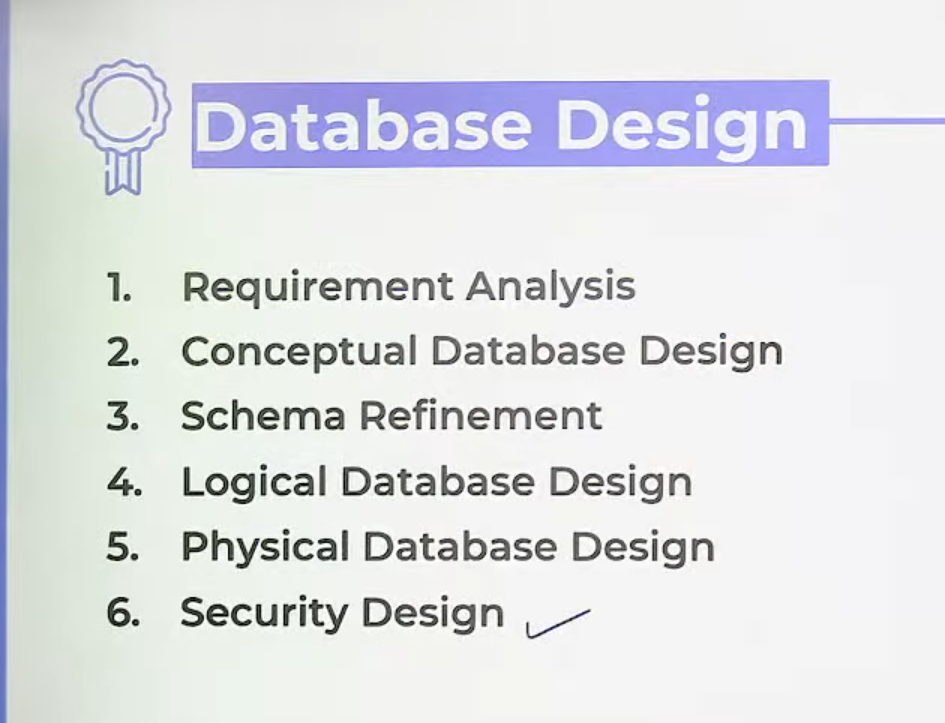 Database Design
1. Requirement Analysis
2. Conceptual Database Design
3. Schema Refinement
4. Logical Database Design
5. Physical Database Design
6. Security Design